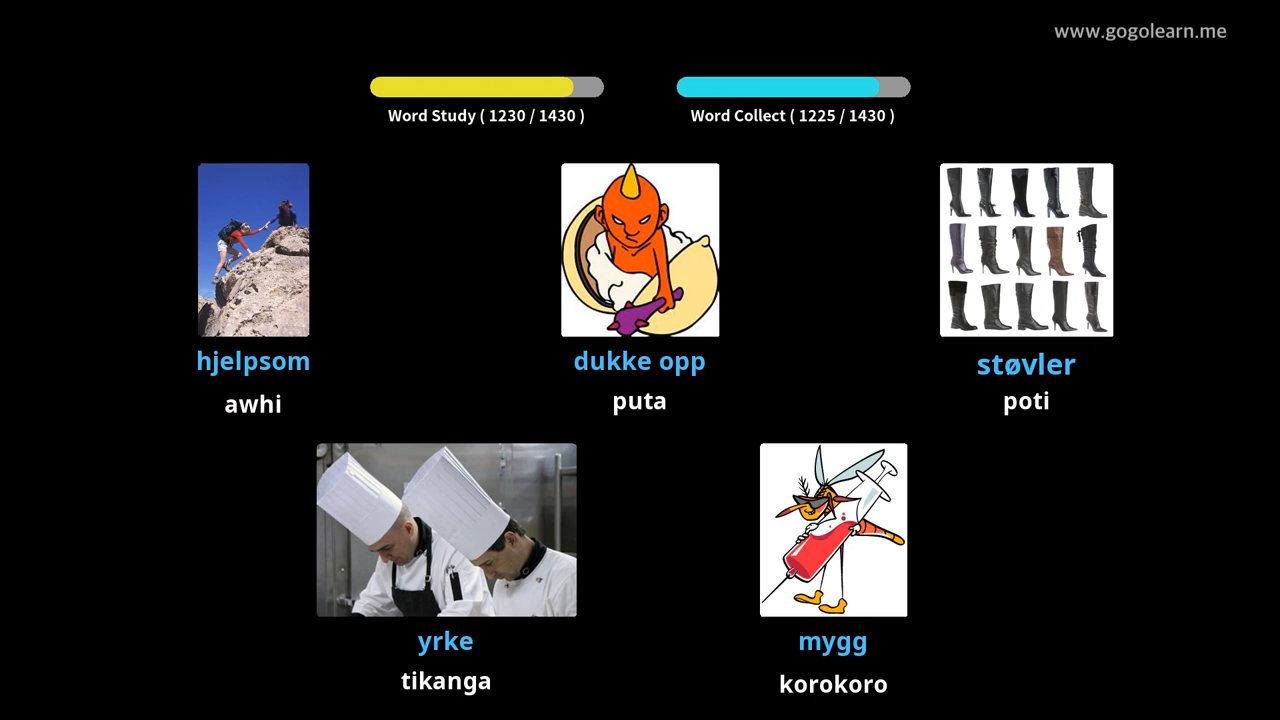 www.gogolearn.me
Word Study ( 1230 / 1430 )
Word Collect ( 1225 / 1430 )
hjelpsom
awhi
dukke opp
puta
støvler
poti
yrke
tikanga
mygg
korokoro